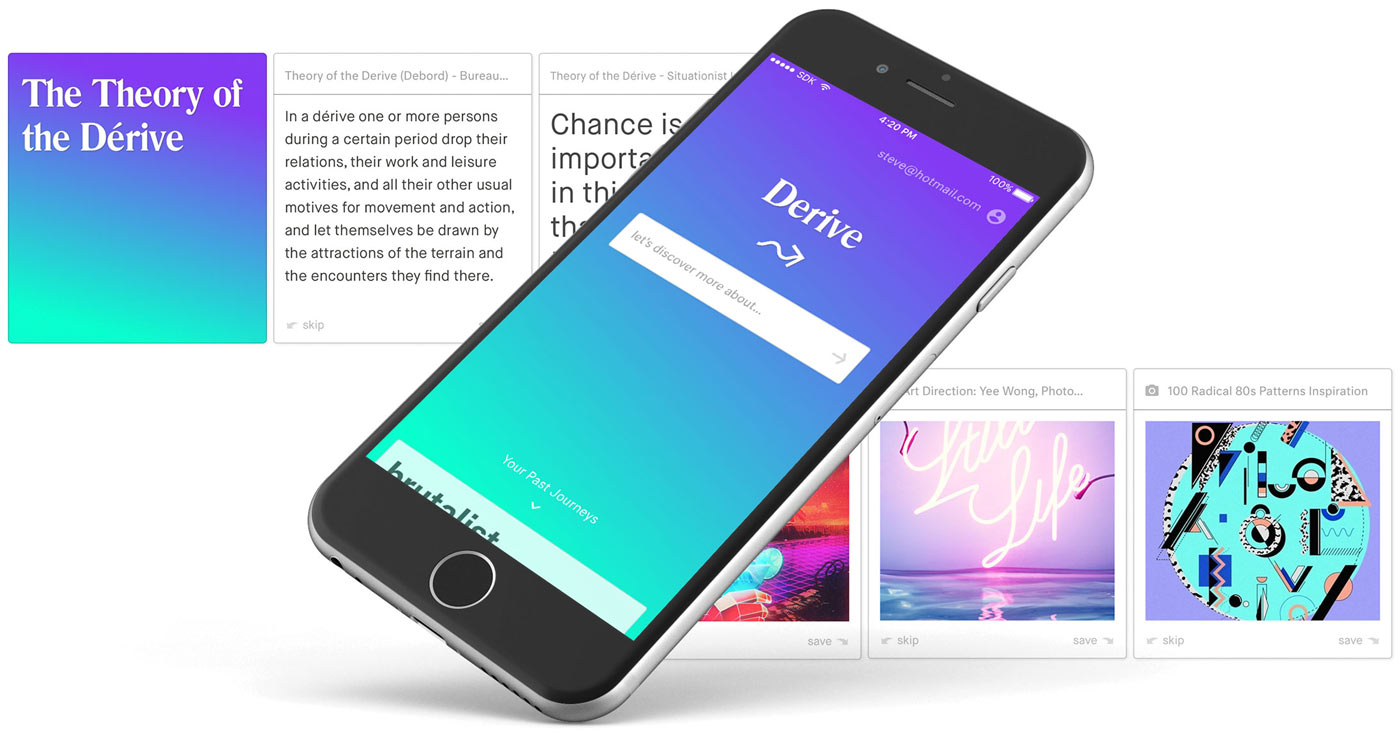 The Theory of
the Dérive
Theory of the Derive (Debord) - Bureau...
In a dérive one or more persons
during a certain period drop their
relations, their work and leisure
activities, and all their other usual
motives for movement and action,
and let themselves be drawn by
the attractions of the terrain and
the encounters they find there.
skip
Theory of the Dérive - Situationist
Chance is
in
SDK
4:20 PM
100%
steve@hotmail.com
Derive
let's discover more about...
Your Past Journeys
brutalist
save
Art Direction: Yee Wong, Photo...
Still
Life
skip
save
100 Radical 80s Patterns Inspiration
skip
save